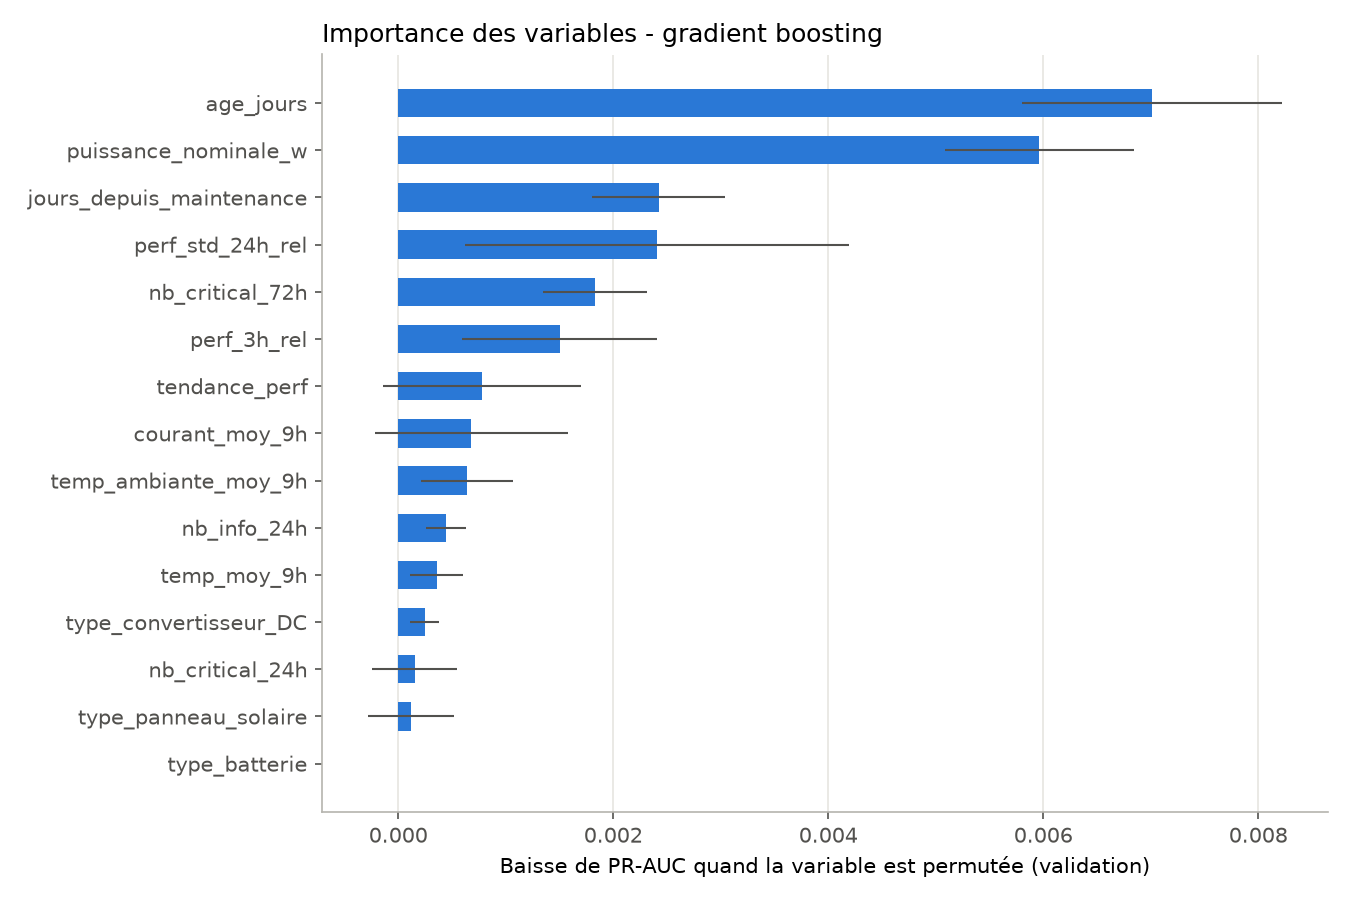 Importance des variables - gradient boosting
age_jours
puissance_nominale_w
jours_depuis_maintenance
perf_std_24h_rel
nb_critical_72h
perf_3h_rel
tendance_perf
courant_moy_9h
temp_ambiante_moy_9h
nb_info_24h
temp_moy_9h
type_convertisseur_DC
nb_critical_24h
type_panneau_solaire
type_batterie
0.000 0.002 0.004 0.006 0.008
Baisse de PR-AUC quand la variable est permutée (validation)